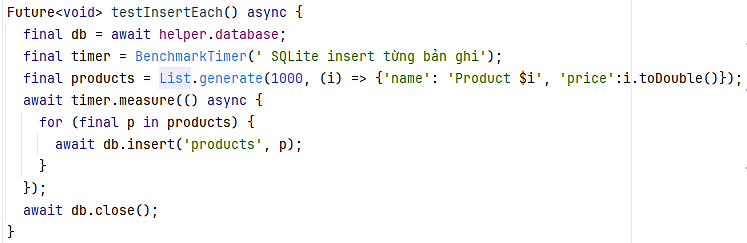 Future<void> testInsertEach() async {
  final db = await helper.database;
  final timer = BenchmarkTimer(' SQLite insert từng bản ghi');
  final products = List.generate(1000, (i) => {'name': 'Product $i', 'price':i.toDouble()});
  await timer.measure(() async {
    for (final p in products) {
      await db.insert('products', p);
    }
  });
  await db.close();
}